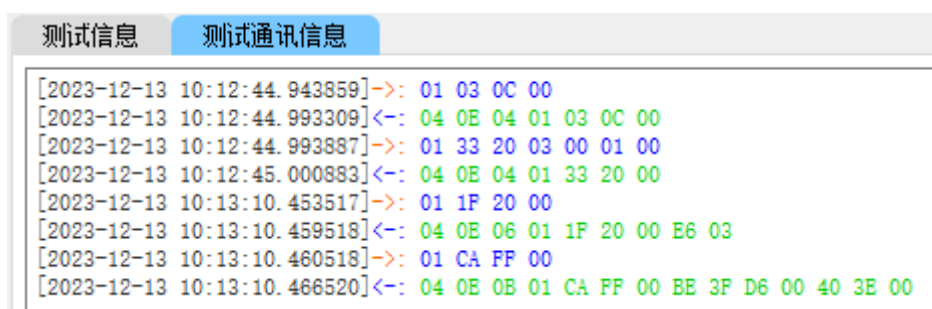 测试信息 测试通讯信息
[2023-12-13 10:12:44.943859]->: 01 03 0C 00
[2023-12-13 10:12:44.993309]<-: 04 0E 04 01 03 0C 00
[2023-12-13 10:12:44.993887]->: 01 33 20 03 00 01 00
[2023-12-13 10:12:45.000883]<-: 04 0E 04 01 33 20 00
[2023-12-13 10:13:10.453517]->: 01 1F 20 00
[2023-12-13 10:13:10.459518]<-: 04 0E 06 01 1F 20 00 E6 03
[2023-12-13 10:13:10.460518]->: 01 CA FF 00
[2023-12-13 10:13:10.466520]<-: 04 0E 0B 01 CA FF 00 BE 3F D6 00 40 3E 00